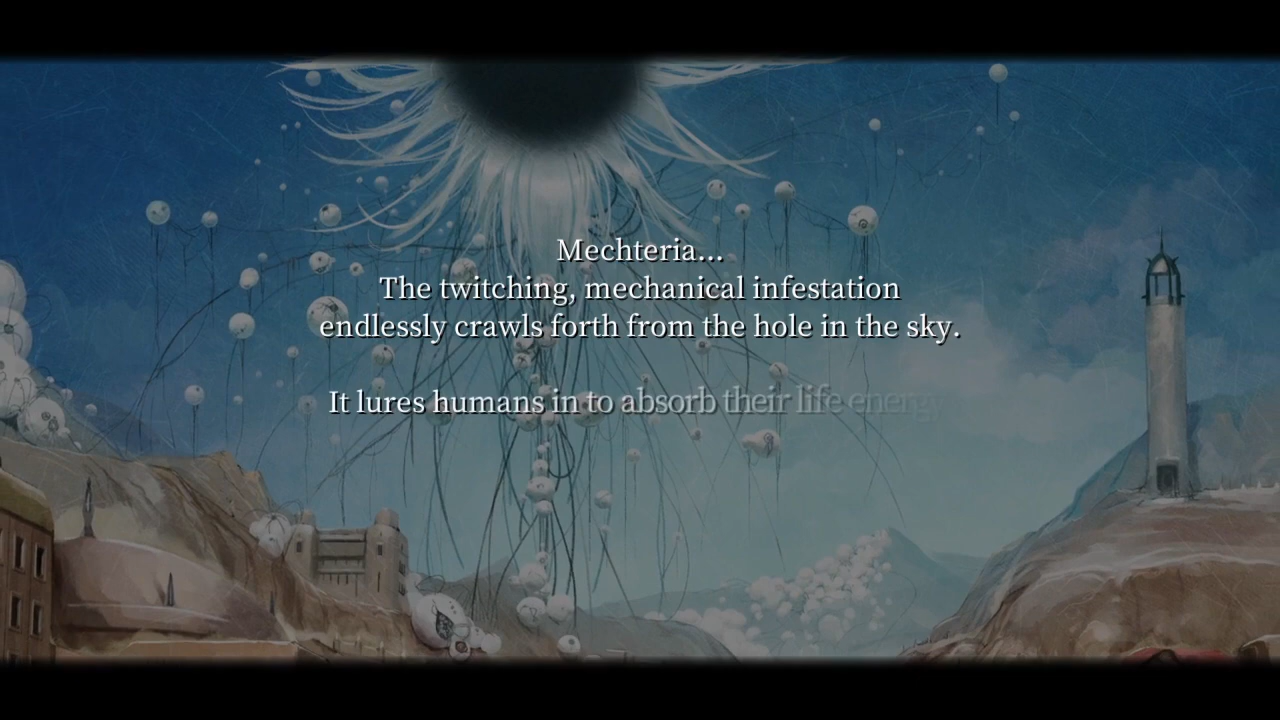 Mechteria...
The twitching, mechanical infestation
endlessly crawls forth from the hole in the sky.
It lures humans in to absorb their life energy